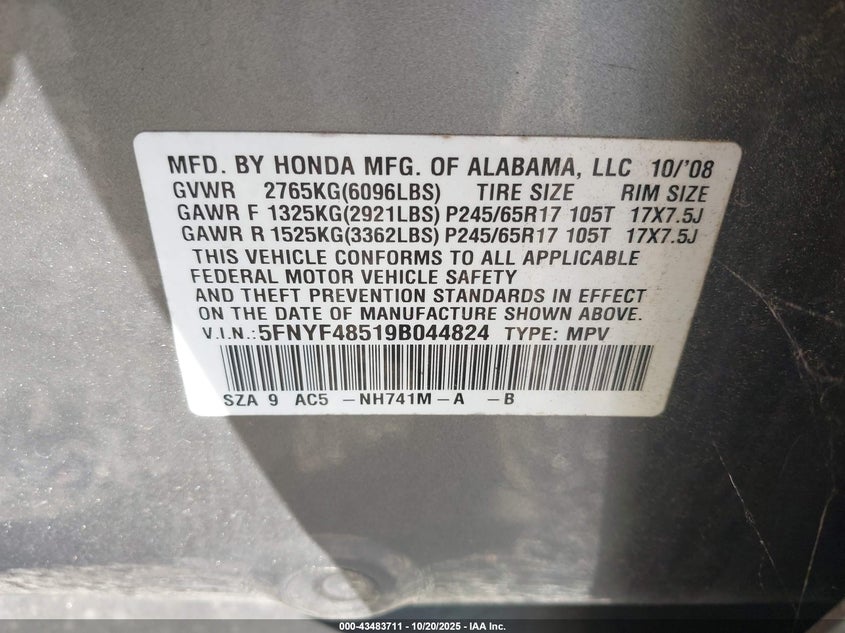 MFD. BY HONDA MFG. OF ALABAMA, LLC 10/'08
GVWR 2765KG(6096LBS) TIRE SIZE RIM SIZE
GAWR F 1325KG(2921LBS) P245/65R17 105T 17X7.5J
GAWR R 1525KG(3362LBS) P245/65R17 105T 17X7.5J
THIS VEHICLE CONFORMS TO ALL APPLICABLE
FEDERAL MOTOR VEHICLE SAFETY
AND THEFT PREVENTION STANDARDS IN EFFECT
ON THE DATE OF MANUFACTURE SHOWN ABOVE.
V.I.N.: 5FNYF48519B044824 TYPE: MPV
SZA 9 AC5 -NH741M-A -B
000-43483711 - 10/20/2025 - IAA Inc.